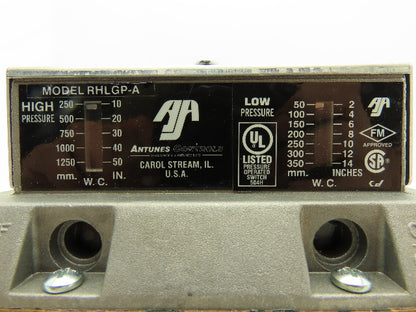 MODEL RHLGP-A
HIGH PRESSURE
250 10
500 20
750 30
1000 40
1250 50
mm. W.C. IN.
ANTUNES CONTROLS
CAROL STREAM, IL.
U.S.A.
LOW PRESSURE
UL
LISTED
PRESSURE
OPERATED
SWITCH
504H
50 2
100 4
150 6
200 8
250 10
300 12
350 14
mm. INCHES
W.C.
FM
APPROVED